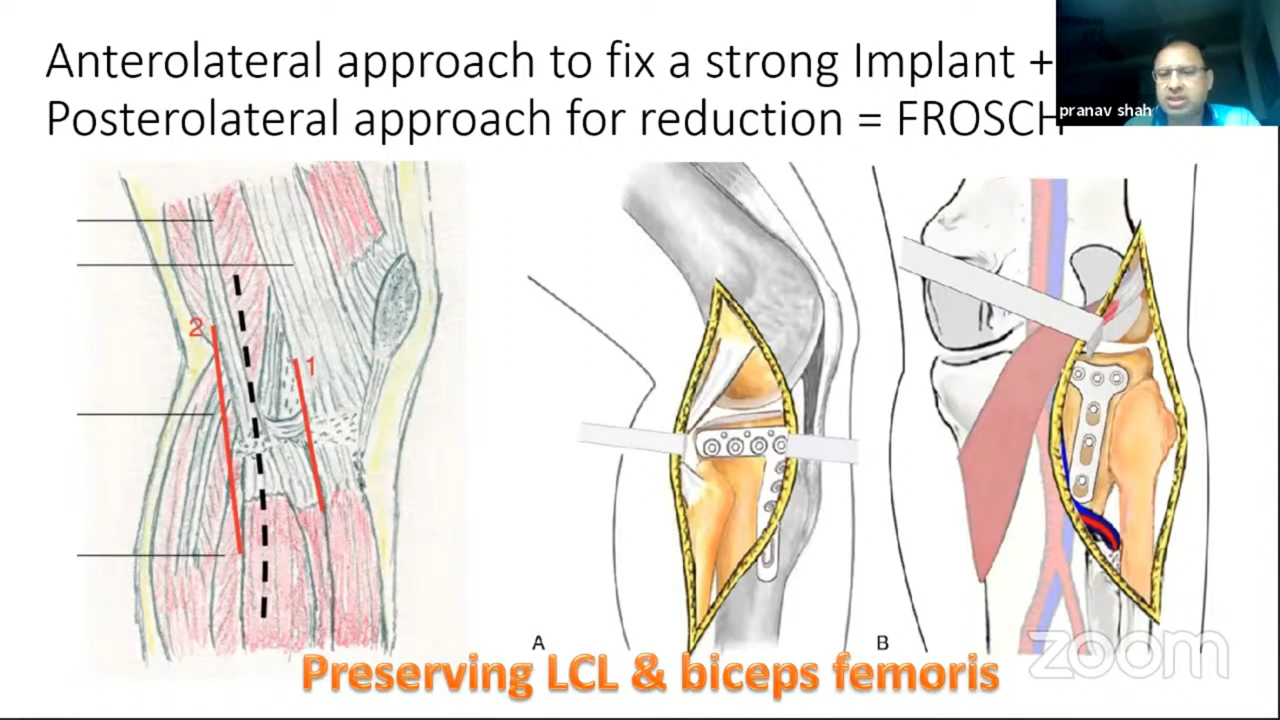 Anterolateral approach to fix a strong Implant +
Posterolateral approach for reduction = FROSCH
pranav shah
2
1
A
B
Preserving LCL & biceps femoris
zoom